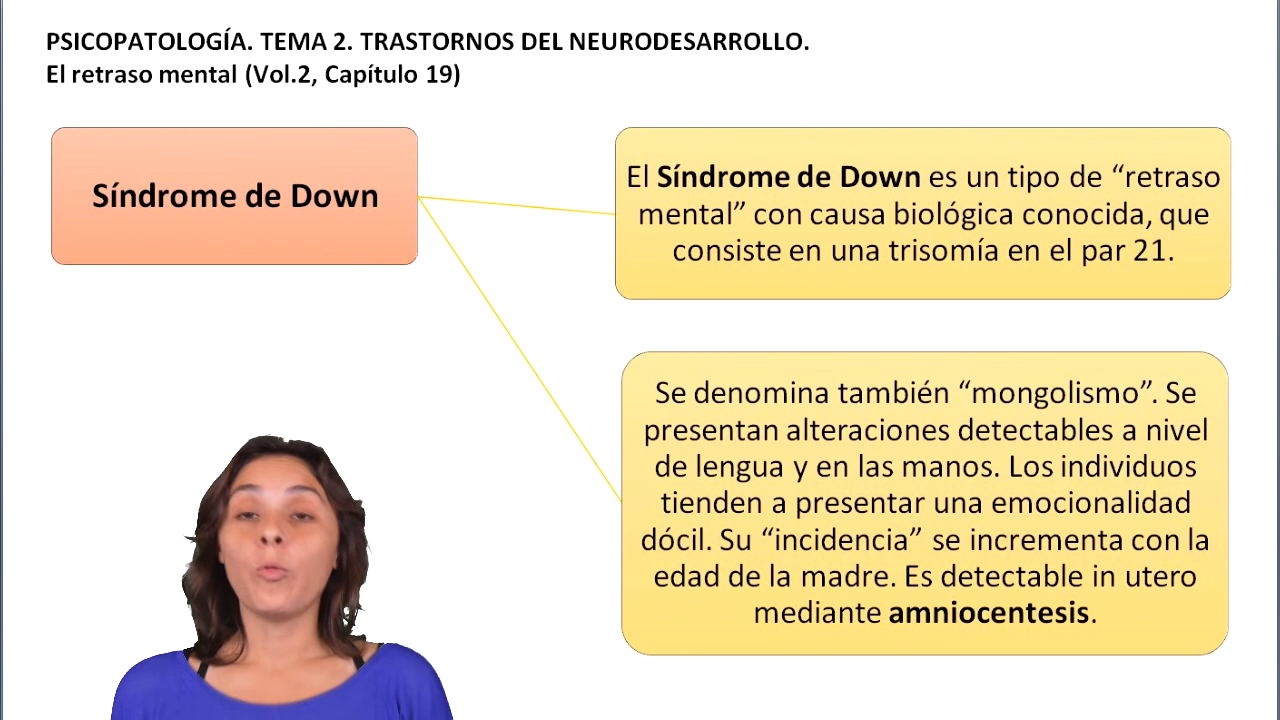 PSICOPATOLOGÍA. TEMA 2. TRASTORNOS DEL NEURODESARROLLO.
El retraso mental (Vol.2, Capítulo 19)
Síndrome de Down
El Síndrome de Down es un tipo de “retraso
mental” con causa biológica conocida, que
consiste en una trisomía en el par 21.
Se denomina también “mongolismo”. Se
presentan alteraciones detectables a nivel
de lengua y en las manos. Los individuos
tienden a presentar una emocionalidad
dócil. Su “incidencia” se incrementa con la
edad de la madre. Es detectable in utero
mediante amniocentesis.